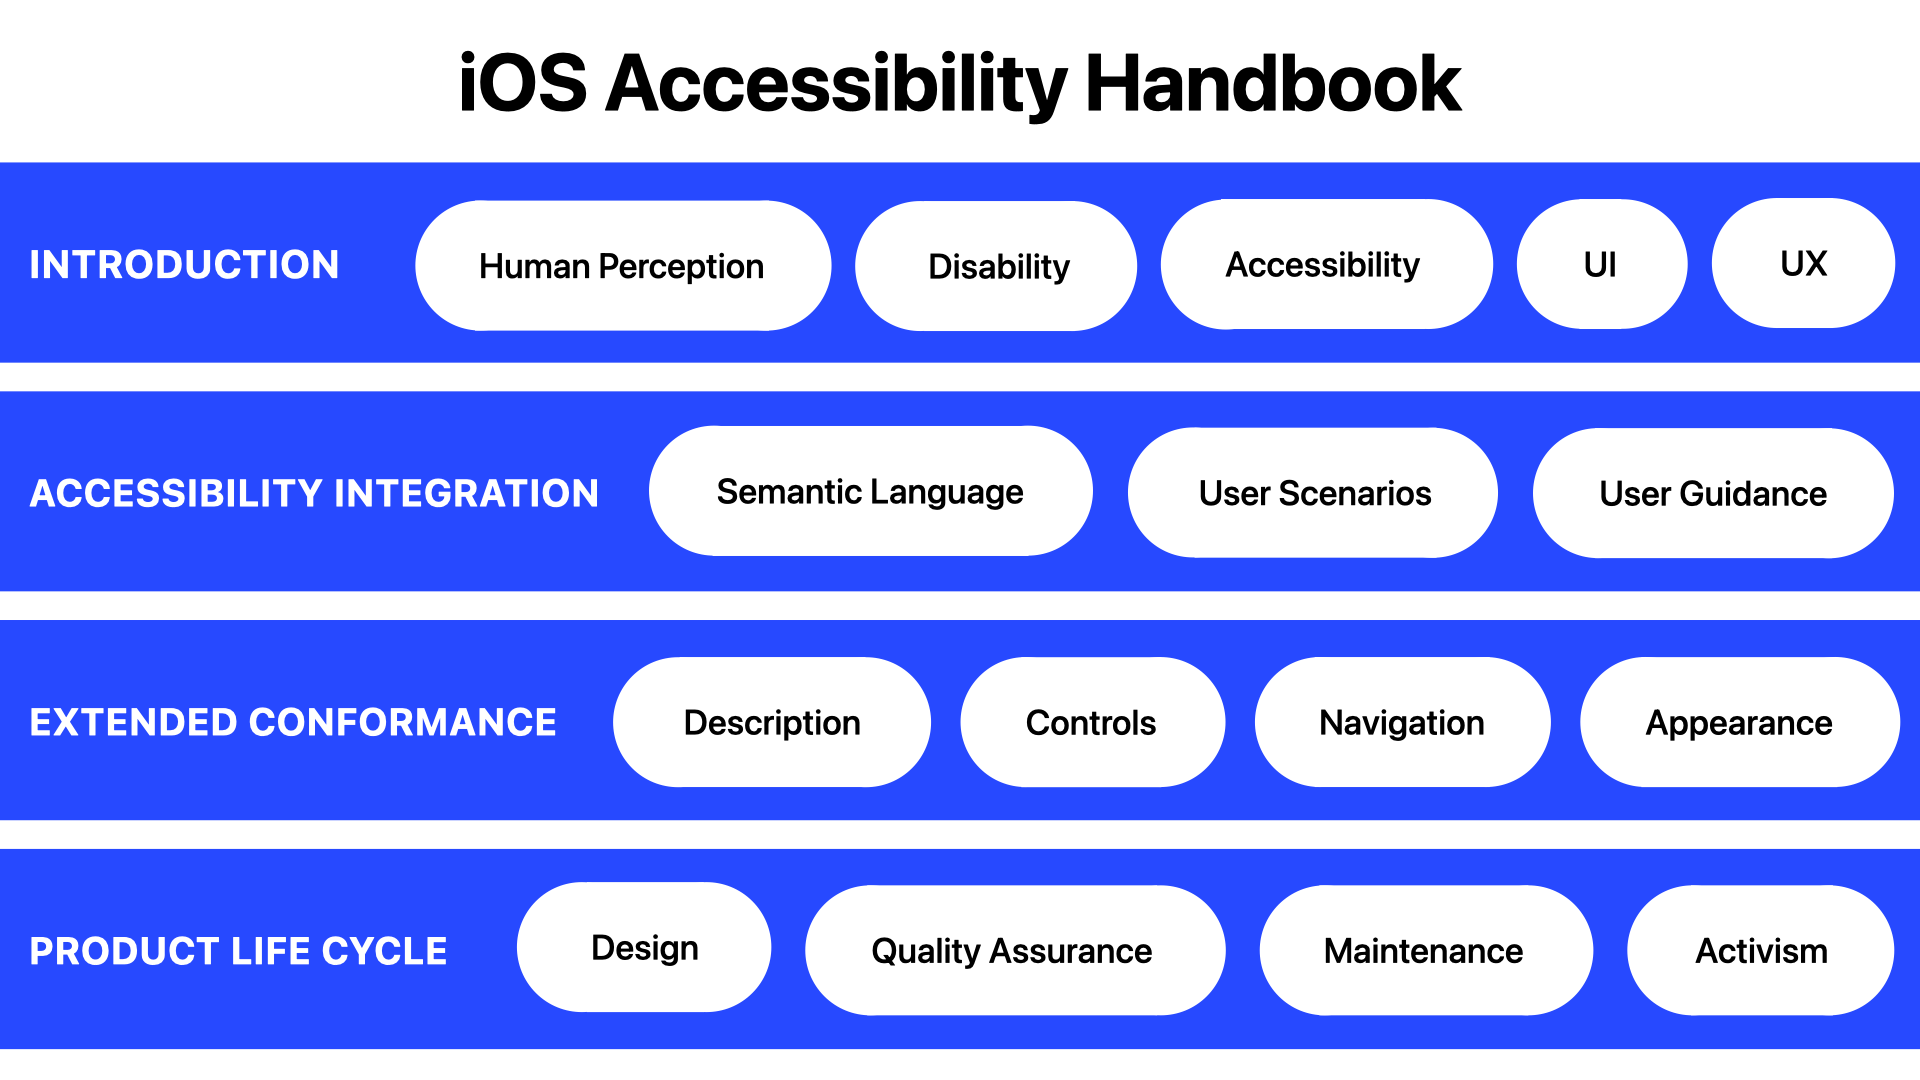 iOS Accessibility Handbook
INTRODUCTION
Human Perception
Disability
Accessibility
UI
UX
ACCESSIBILITY INTEGRATION
Semantic Language
User Scenarios
User Guidance
EXTENDED CONFORMANCE
Description
Controls
Navigation
Appearance
PRODUCT LIFE CYCLE
Design
Quality Assurance
Maintenance
Activism